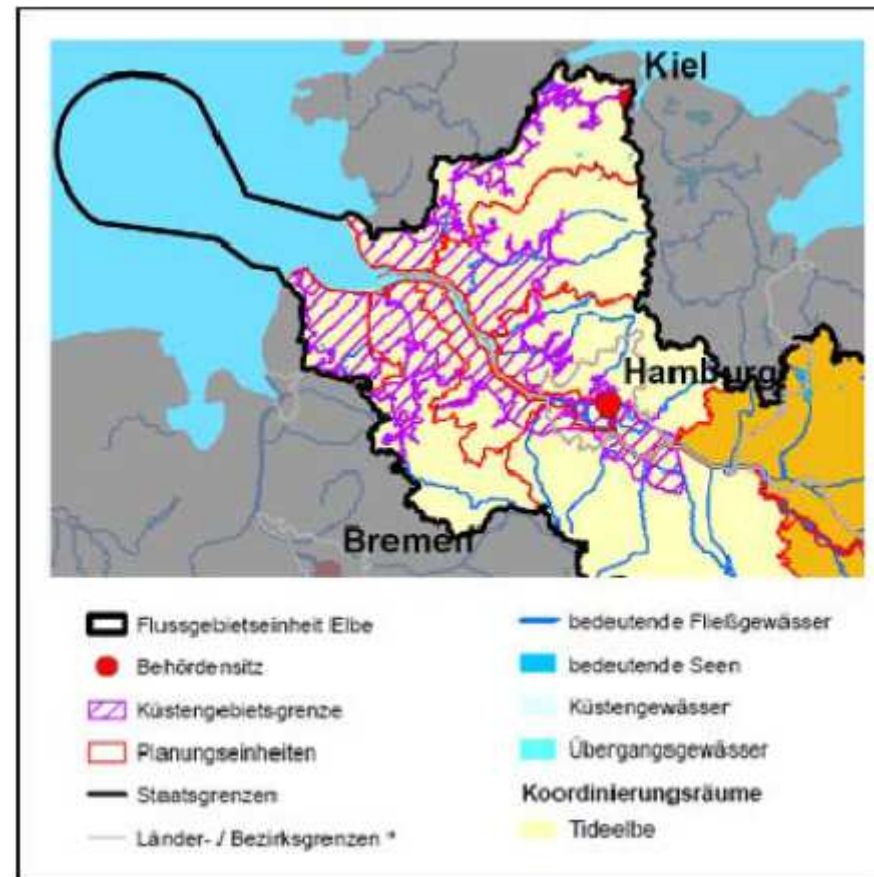 Kiel
Hamburg
Bremen
Flussgebietseinheit Elbe
Behördensitz
Küstengebietsgrenze
Planungseinheiten
Staatsgrenzen
Länder- / Bezirksgrenzen *
bedeutende Fließgewässer
bedeutende Seen
Küstengewässer
Übergangsgewässer
Koordinierungsräume
Tideelbe